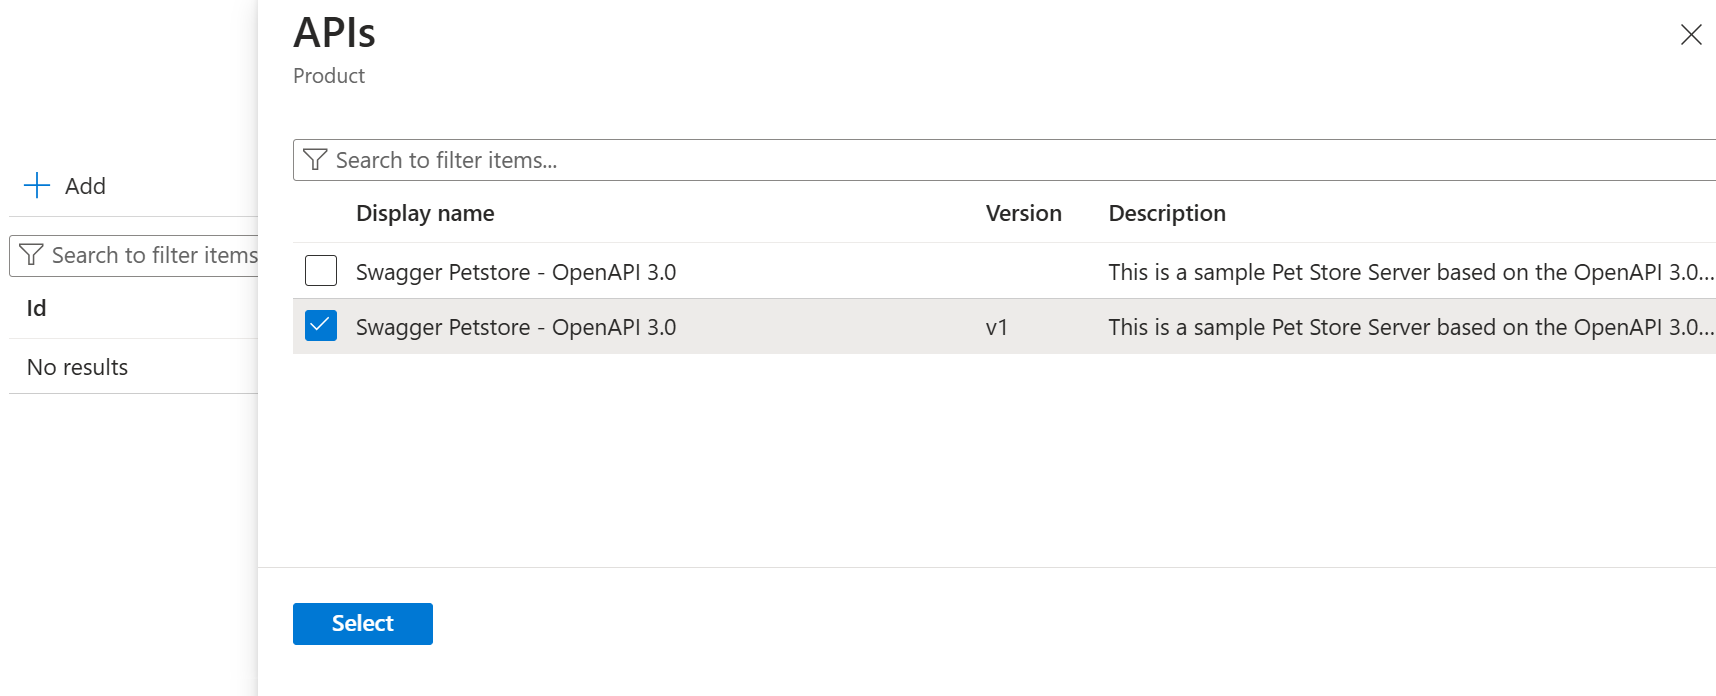 APIs
Product
Add
Search to filter items
Id
No results
Search to filter items...
Display name Version Description
Swagger Petstore - OpenAPI 3.0 This is a sample Pet Store Server based on the OpenAPI 3.0...
Swagger Petstore - OpenAPI 3.0 v1 This is a sample Pet Store Server based on the OpenAPI 3.0...
Select